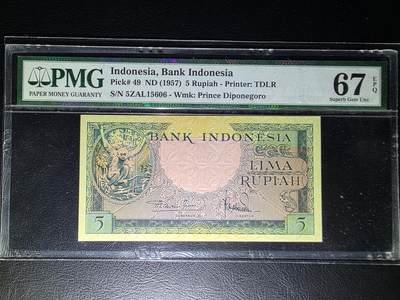 PMG
PAPER MONEY GUARANTY
Indonesia, Bank Indonesia
Pick# 49 ND (1957) 5 Rupiah - Printer: TDLR
S/N 5ZAL15606 - Wmk: Prince Diponegoro
67 EPQ
Superb Gem Unc
BANK INDONESIA
LIMA
RUPIAH
5 5